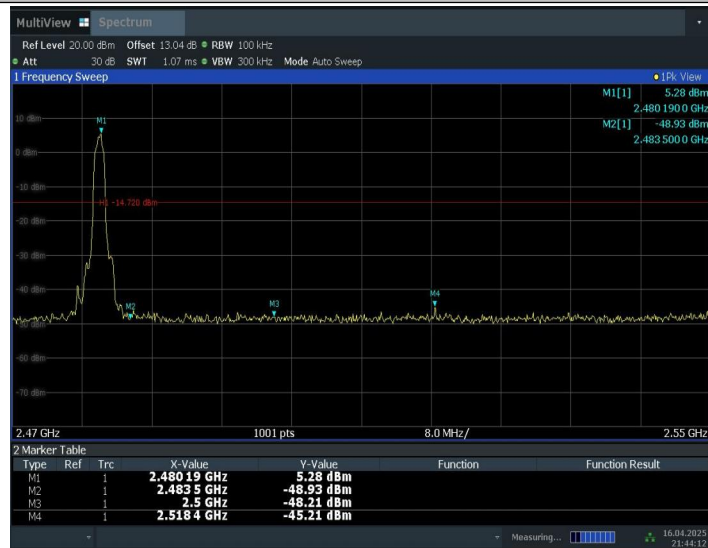 MultiView Spectrum
Ref Level 20.00 dBm Offset 13.04 dB RBW 100 kHz
Att 30 dB SWT 1.07 ms VBW 300 kHz Mode Auto Sweep
1 Frequency Sweep 1Pk View
M1[1] 5.28 dBm
2.480 190 0 GHz
M2[1] -48.93 dBm
2.483 500 0 GHz
10 dBm
M1
0 dBm
-10 dBm
H1 -14.720 dBm
-20 dBm
-30 dBm
-40 dBm
M2 M3 M4
-50 dBm
-60 dBm
-70 dBm
2.47 GHz 1001 pts 8.0 MHz/ 2.55 GHz
2 Marker Table
Type Ref Trc X-Value Y-Value Function Function Result
M1 1 2.480 19 GHz 5.28 dBm
M2 1 2.483 5 GHz -48.93 dBm
M3 1 2.5 GHz -48.21 dBm
M4 1 2.518 4 GHz -45.21 dBm
Measuring... 16.04.2025
21:44:12